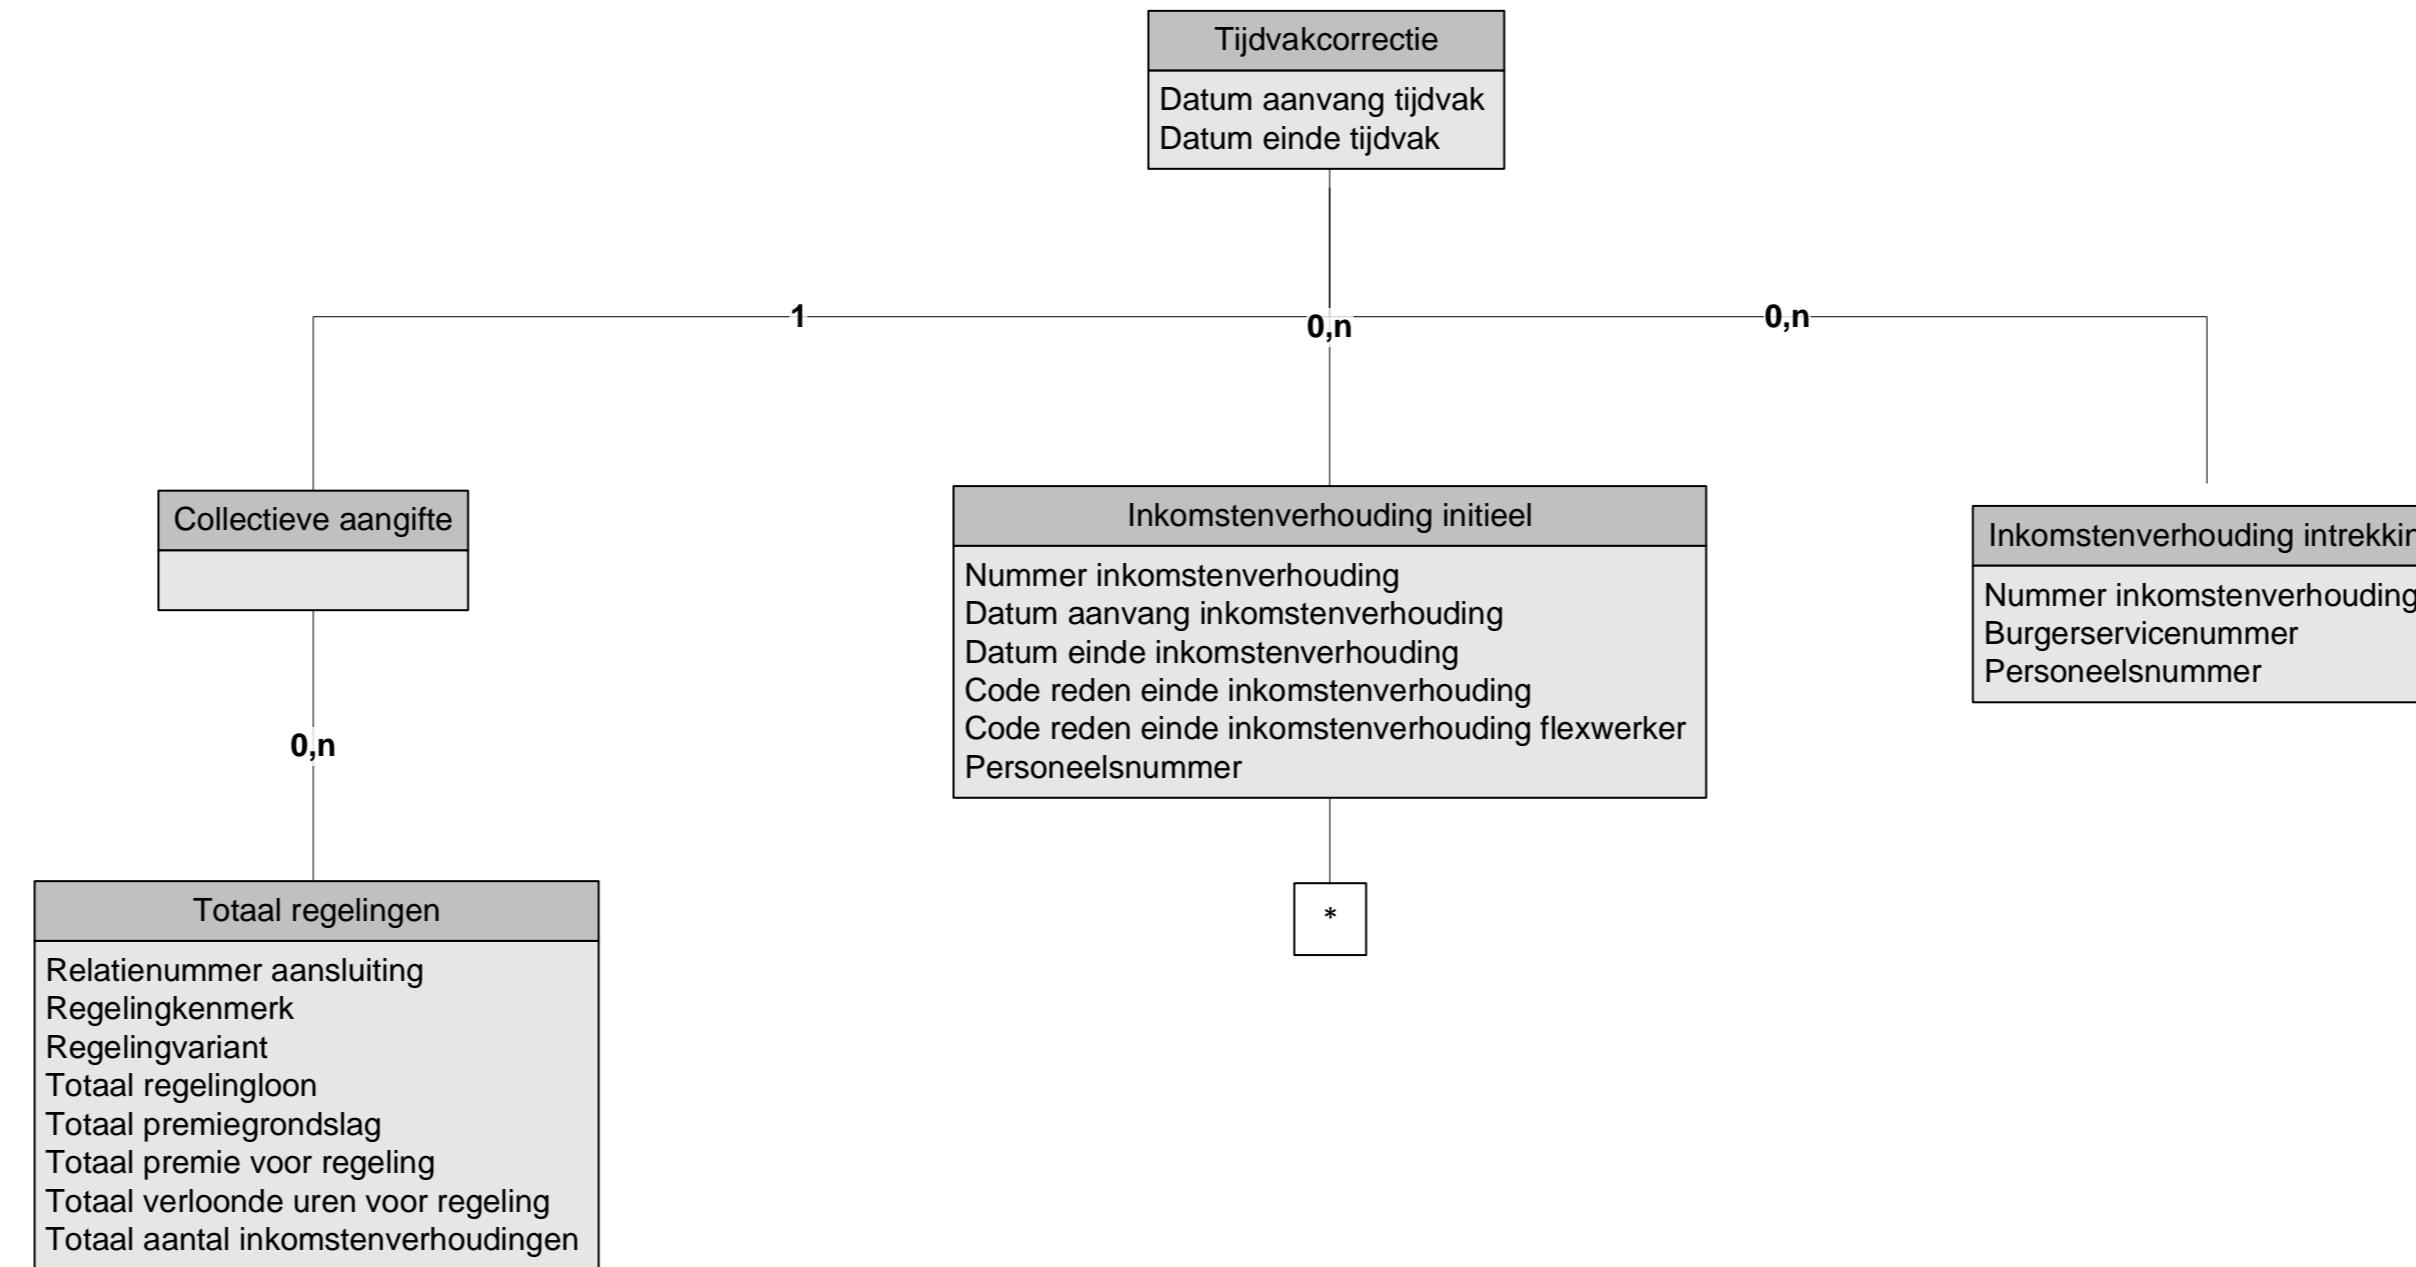 Tijdvakcorrectie
Datum aanvang tijdvak
Datum einde tijdvak
1
0,n
0,n
Collectieve aangifte
Inkomstenverhouding initieel
Nummer inkomstenverhouding
Datum aanvang inkomstenverhouding
Datum einde inkomstenverhouding
Code reden einde inkomstenverhouding
Code reden einde inkomstenverhouding flexwerker
Personeelsnummer
Inkomstenverhouding
Nummer inkomstenverhouding
Burgerservicenummer
Personeelsnummer
0,n
*
Totaal regelingen
Relatienummer aansluiting
Regelingkenmerk
Regelingvariant
Totaal regelingloon
Totaal premiegrondslag
Totaal premie voor regeling
Totaal verloonde uren voor regeling
Totaal aantal inkomstenverhoudingen